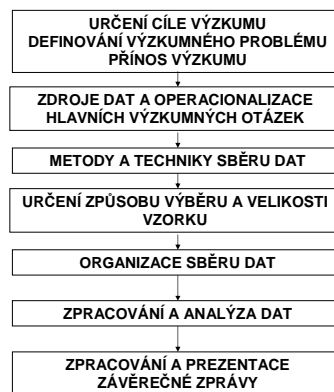 URČENÍ CÍLE VÝZKUMU
DEFINOVÁNÍ VÝZKUMNÉHO PROBLÉMU
PŘÍNOS VÝZKUMU
ZDROJE DAT A OPERACIONALIZACE
HLAVNÍCH VÝZKUMNÝCH OTÁZEK
METODY A TECHNIKY SBĚRU DAT
URČENÍ ZPŮSOBU VÝBĚRU A VELIKOSTI
VZORKU
ORGANIZACE SBĚRU DAT
ZPRACOVÁNÍ A ANALÝZA DAT
ZPRACOVÁNÍ A PREZENTACE
ZÁVĚREČNÉ ZPRÁVY